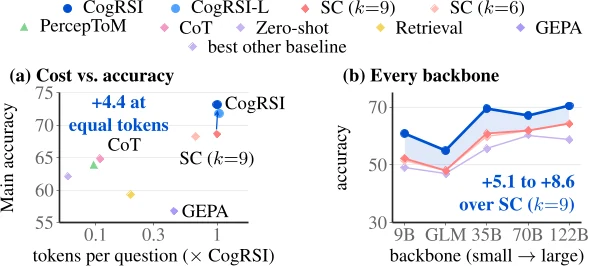 CogRSI CogRSI-L SC (k=9) SC (k=6)
PercepToM CoT Zero-shot Retrieval GEPA
best other baseline
(a) Cost vs. accuracy
75
70
65
60
55
Main accuracy
+4.4 at
equal tokens
CogRSI
CoT
SC (k=9)
GEPA
0.1 0.3 1
tokens per question (× CogRSI)
(b) Every backbone
70
50
30
accuracy
+5.1 to +8.6
over SC (k=9)
9B GLM 35B 70B 122B
backbone (small → large)